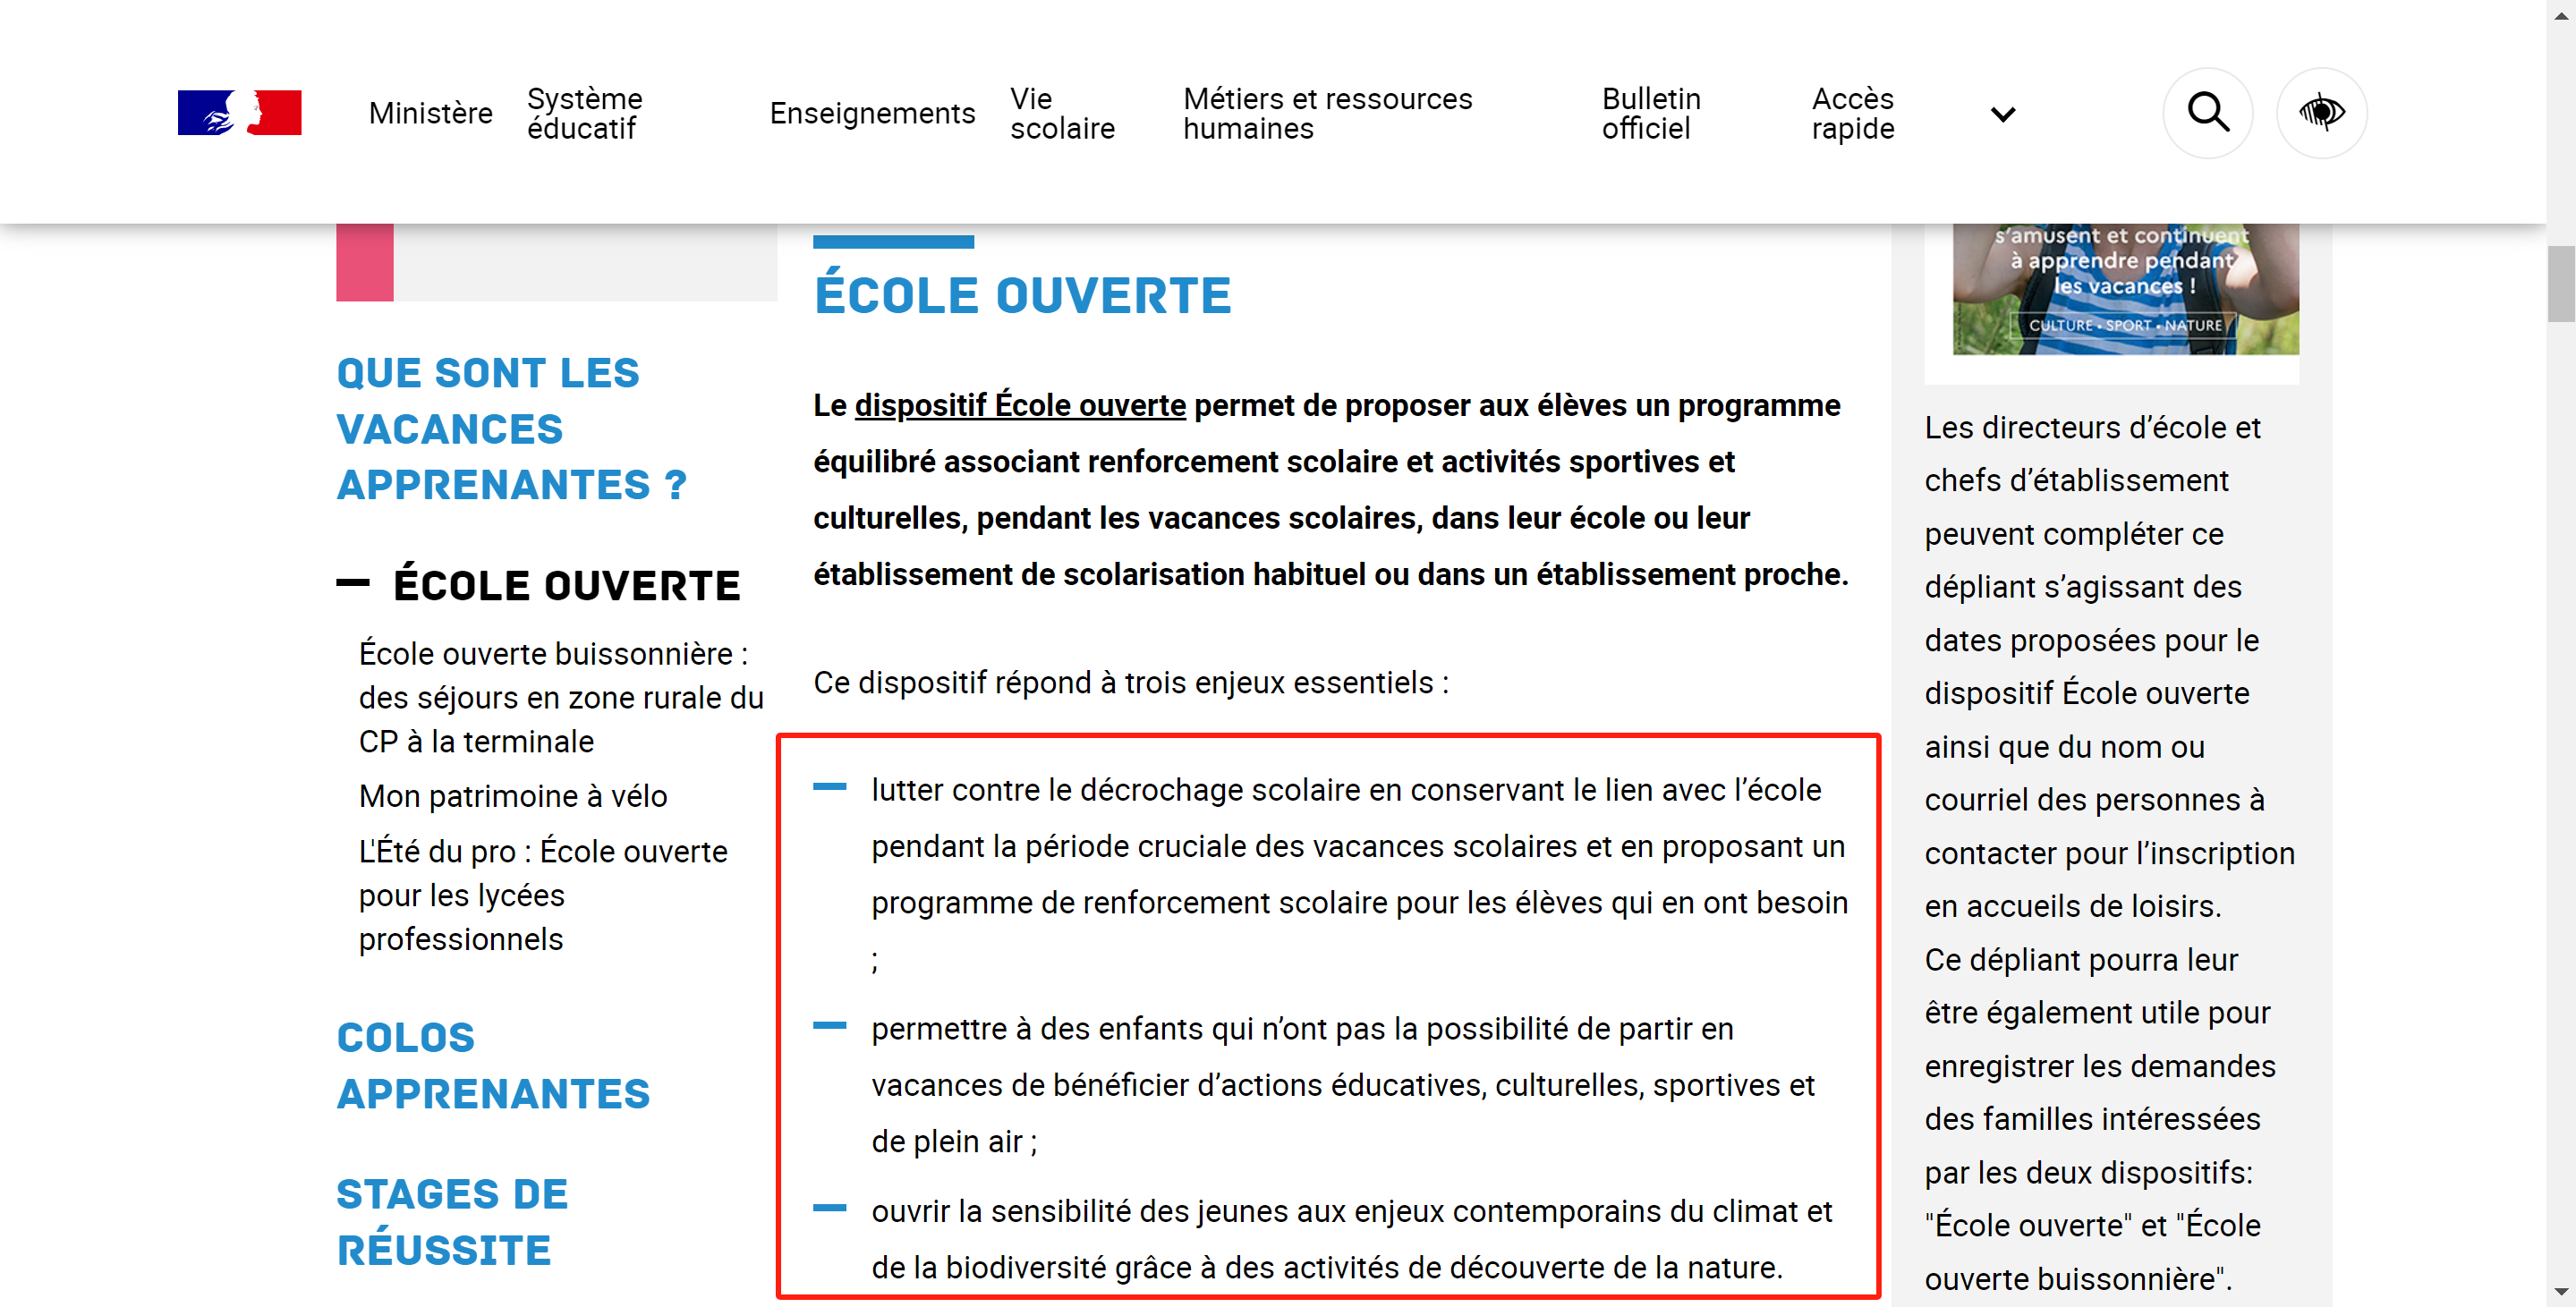 Ministère
Système
éducatif
Enseignements
Vie
scolaire
Métiers et ressources
humaines
Bulletin
officiel
Accès
rapide
QUE SONT LES
VACANCES
APPRENANTES ?
ÉCOLE OUVERTE
École ouverte buissonnière :
des séjours en zone rurale du
CP à la terminale
Mon patrimoine à vélo
L'Été du pro : École ouverte
pour les lycées
professionnels
COLOS
APPRENANTES
STAGES DE
RÉUSSITE
ÉCOLE OUVERTE
Le dispositif École ouverte permet de proposer aux élèves un programme
équilibré associant renforcement scolaire et activités sportives et
culturelles, pendant les vacances scolaires, dans leur école ou leur
établissement de scolarisation habituel ou dans un établissement proche.
Ce dispositif répond à trois enjeux essentiels :
lutter contre le décrochage scolaire en conservant le lien avec l’école
pendant la période cruciale des vacances scolaires et en proposant un
programme de renforcement scolaire pour les élèves qui en ont besoin
;
permettre à des enfants qui n’ont pas la possibilité de partir en
vacances de bénéficier d’actions éducatives, culturelles, sportives et
de plein air ;
ouvrir la sensibilité des jeunes aux enjeux contemporains du climat et
de la biodiversité grâce à des activités de découverte de la nature.
s’amusent et continuent
à apprendre pendant
les vacances !
CULTURE • SPORT • NATURE
Les directeurs d’école et
chefs d’établissement
peuvent compléter ce
dépliant s’agissant des
dates proposées pour le
dispositif École ouverte
ainsi que du nom ou
courriel des personnes à
contacter pour l’inscription
en accueils de loisirs.
Ce dépliant pourra leur
être également utile pour
enregistrer les demandes
des familles intéressées
par les deux dispositifs:
"École ouverte" et "École
ouverte buissonnière".